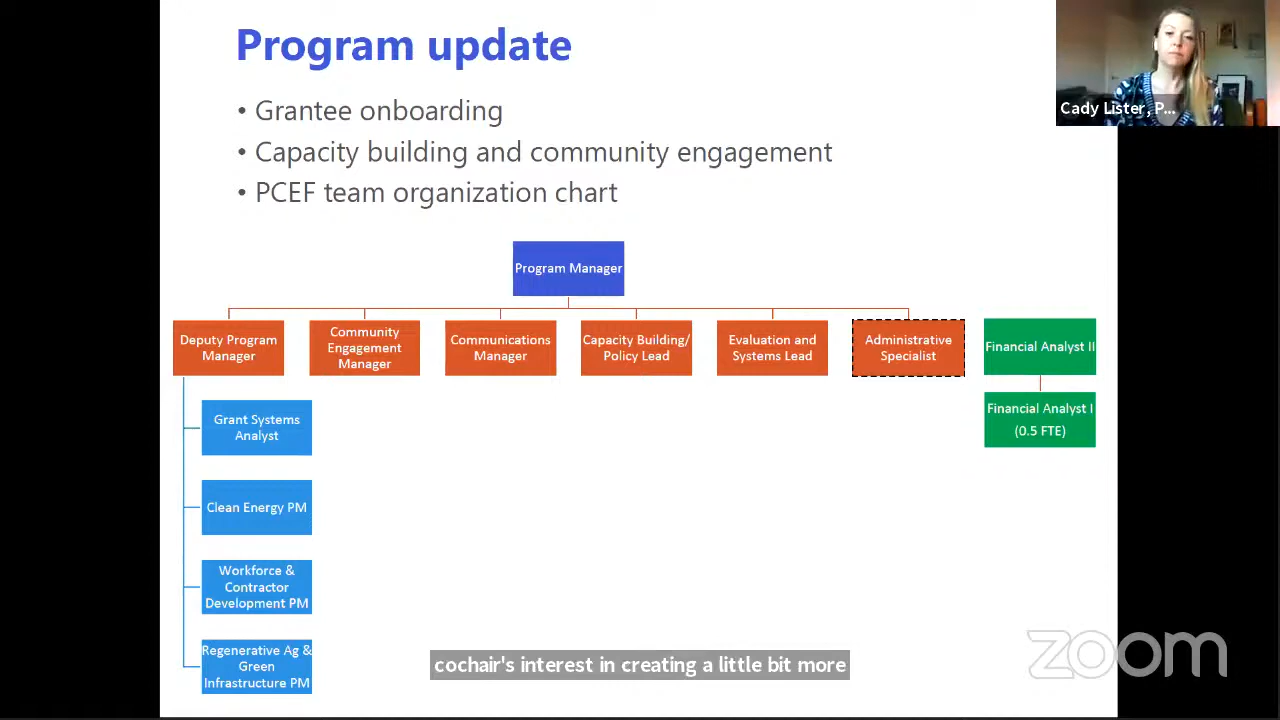 Program update
Cady Lister, P...
• Grantee onboarding
• Capacity building and community engagement
• PCEF team organization chart
Program Manager
Deputy Program
Manager
Community
Engagement
Manager
Communications
Manager
Capacity Building/
Policy Lead
Evaluation and
Systems Lead
Administrative
Specialist
Financial Analyst II
Financial Analyst I
(0.5 FTE)
Grant Systems
Analyst
Clean Energy PM
Workforce &
Contractor
Development PM
Regenerative Ag &
Green
Infrastructure PM
cochair's interest in creating a little bit more
zoom